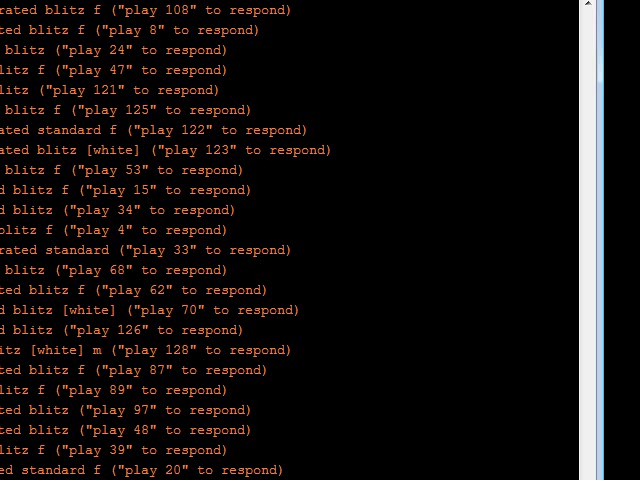 rated blitz f ("play 108" to respond)
ted blitz f ("play 8" to respond)
blitz ("play 24" to respond)
litz f ("play 47" to respond)
litz ("play 121" to respond)
blitz f ("play 125" to respond)
ated standard f ("play 122" to respond)
ated blitz [white] ("play 123" to respond)
blitz f ("play 53" to respond)
d blitz f ("play 15" to respond)
d blitz ("play 34" to respond)
blitz f ("play 4" to respond)
rated standard ("play 33" to respond)
blitz ("play 68" to respond)
ted blitz f ("play 62" to respond)
d blitz [white] ("play 70" to respond)
d blitz ("play 126" to respond)
itz [white] m ("play 128" to respond)
ted blitz f ("play 87" to respond)
litz f ("play 89" to respond)
ted blitz ("play 97" to respond)
ted blitz ("play 48" to respond)
litz f ("play 39" to respond)
ed standard f ("play 20" to respond)